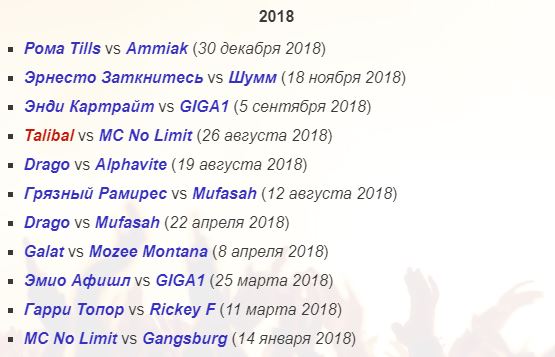 2018
Рома Tills vs Ammiak (30 декабря 2018)
Эрнесто Заткнитесь vs Шумм (18 ноября 2018)
Энди Картрайт vs GIGA1 (5 сентября 2018)
Talibal vs MC No Limit (26 августа 2018)
Drago vs Alphavite (19 августа 2018)
Грязный Рамирес vs Mufasah (12 августа 2018)
Drago vs Mufasah (22 апреля 2018)
Galat vs Mozee Montana (8 апреля 2018)
Эмио Афишл vs GIGA1 (25 марта 2018)
Гарри Топор vs Rickey F (11 марта 2018)
MC No Limit vs Gangsburg (14 января 2018)